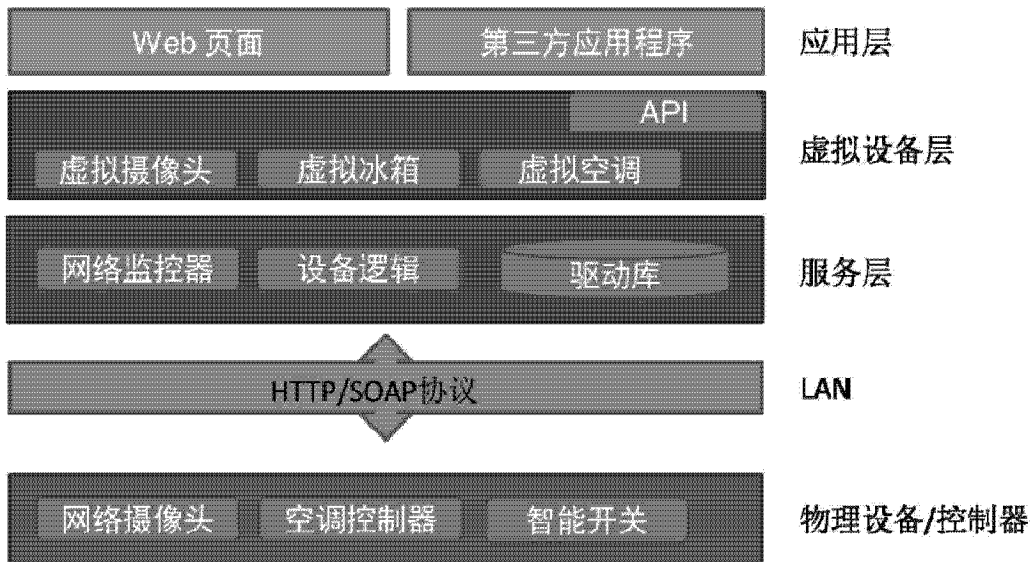 Web 页面
第三方应用程序
应用层
API
虚拟设备层
虚拟摄像头
虚拟冰箱
虚拟空调
网络监控器
设备逻辑
驱动库
服务层
HTTP/SOAP协议
LAN
网络摄像头
空调控制器
智能开关
物理设备/控制器